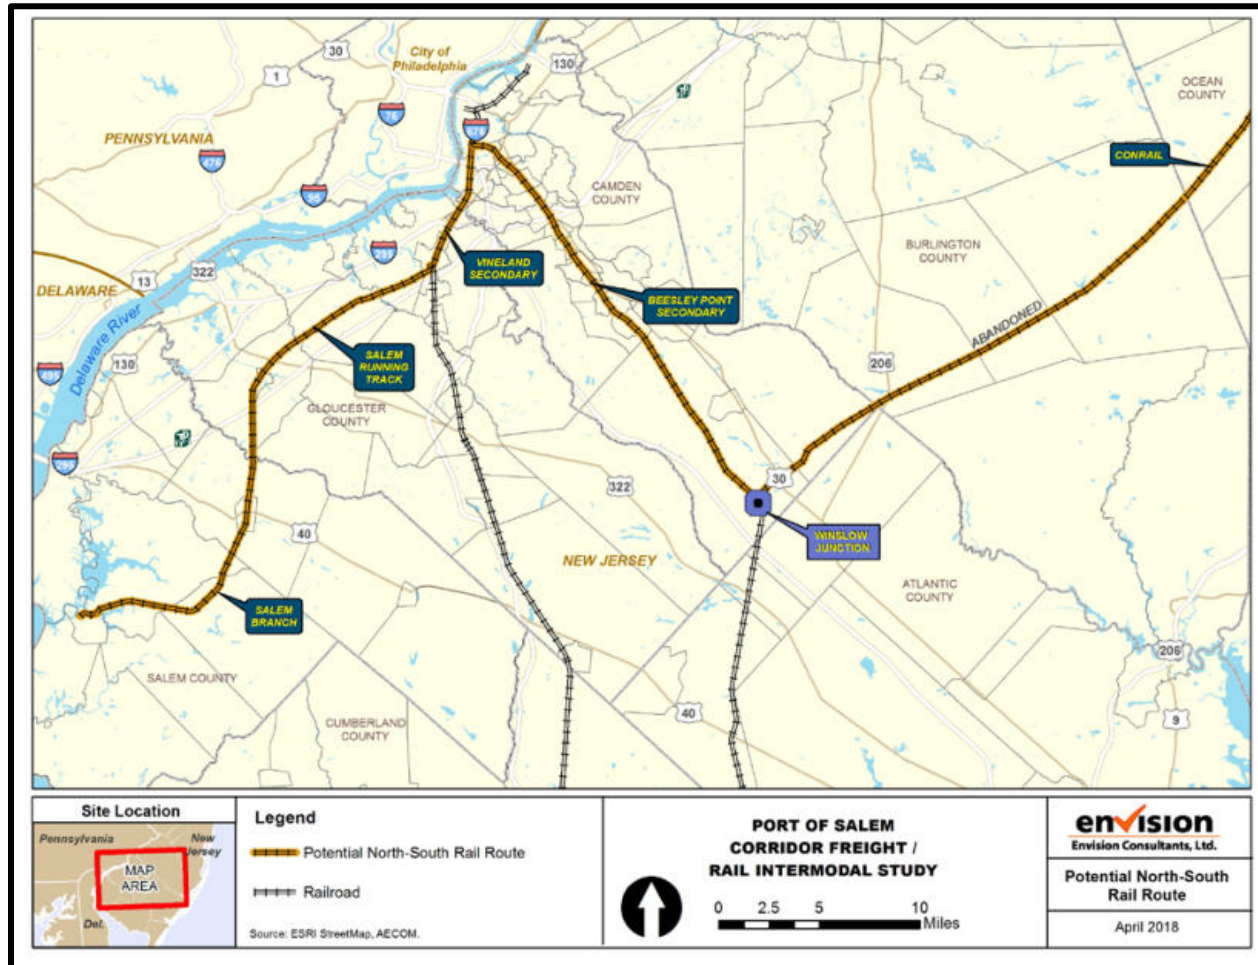 City of
Philadelphia
30
1
130
OCEAN
COUNTY
76
676
PENNSYLVANIA
476
CONRAIL
95
CAMDEN
COUNTY
295
VINELAND
SECONDARY
BURLINGTON
COUNTY
322
13
DELAWARE
BEESLEY POINT
SECONDARY
ABANDONED
Delaware River
130
495
SALEM
RUNNING
TRACK
206
GLOUCESTER
COUNTY
295
30
322
40
WINSLOW
JUNCTION
NEW JERSEY
ATLANTIC
COUNTY
SALEM
BRANCH
206
SALEM COUNTY
40
9
CUMBERLAND
COUNTY
Site Location
Pennsylvania
New
Jersey
MAP
AREA
Del.
Legend
Potential North-South Rail Route
Railroad
Source: ESRI StreetMap, AECOM.
PORT OF SALEM
CORRIDOR FREIGHT /
RAIL INTERMODAL STUDY
0 2.5 5 10
Miles
envision
Envision Consultants, Ltd.
Potential North-South
Rail Route
April 2018